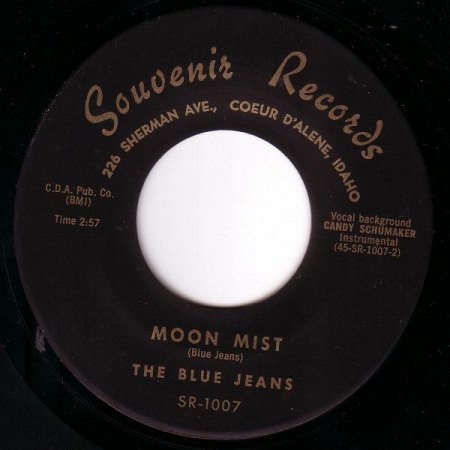 Souvenir Records
226 SHERMAN AVE., COEUR D'ALENE, IDAHO
C.D.A. Pub. Co.
(BMI)
Time 2:57
Vocal background
CANDY SCHUMAKER
Instrumental
(45-SR-1007-2)
MOON MIST
(Blue Jeans)
THE BLUE JEANS
SR-1007